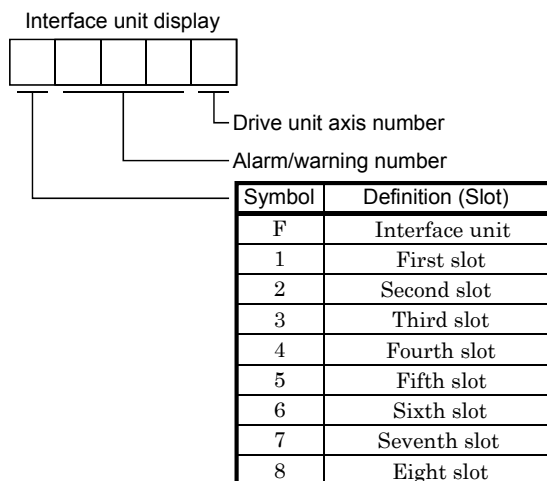 Interface unit display
Drive unit axis number
Alarm/warning number
Symbol Definition (Slot)
F Interface unit
1 First slot
2 Second slot
3 Third slot
4 Fourth slot
5 Fifth slot
6 Sixth slot
7 Seventh slot
8 Eight slot